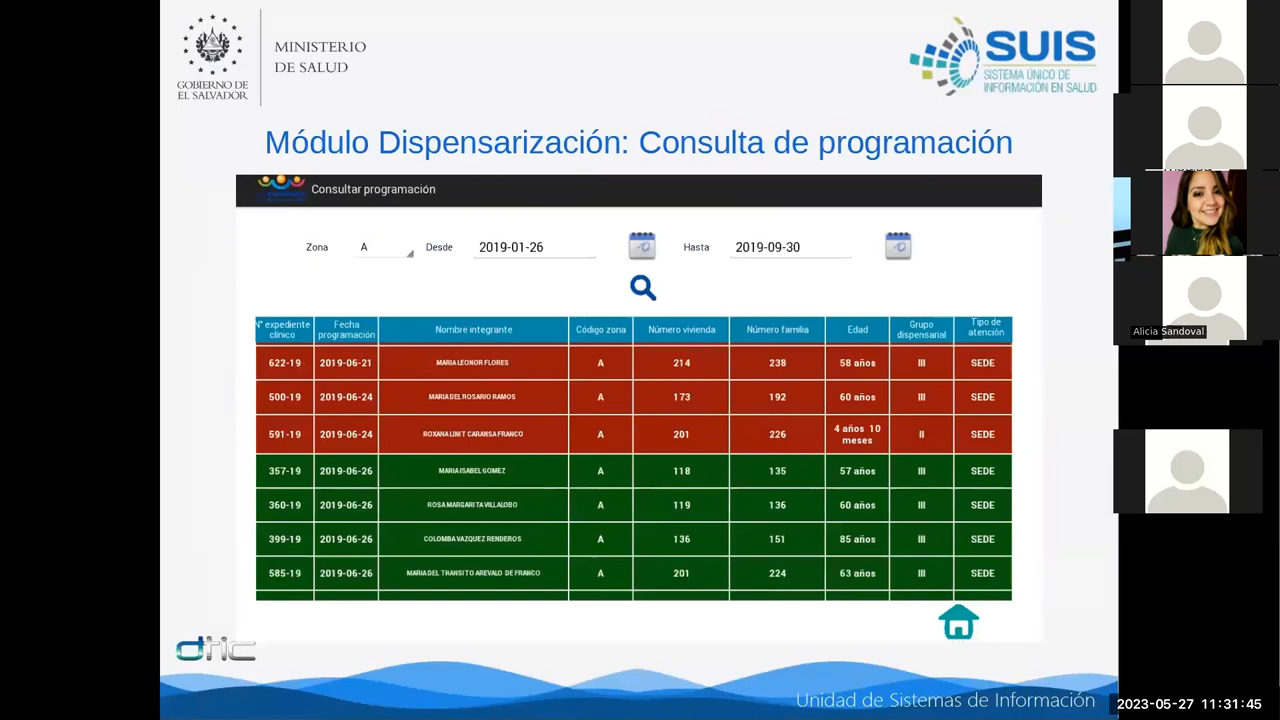 MINISTERIO
DE SALUD
GOBIERNO DE
EL SALVADOR
SUIS
SISTEMA ÚNICO DE
INFORMACIÓN EN SALUD
Módulo Dispensarización: Consulta de programación
Consultar programación
Zona A Desde 2019-01-26 Hasta 2019-09-30
N° expediente clínico Fecha programación Nombre integrante Código zona Número vivienda Número familia Edad Grupo dispensarial Tipo de atención
622-19 2019-06-21 MARIA LEONOR FLORES A 214 238 58 años III SEDE
500-19 2019-06-24 MARIA DEL ROSARIO RAMOS A 173 192 60 años III SEDE
591-19 2019-06-24 ROXANA LINIT CARANSA FRANCO A 201 226 4 años 10 meses II SEDE
357-19 2019-06-26 MARIA ISABEL GOMEZ A 118 135 57 años III SEDE
360-19 2019-06-26 ROSA MARGARITA VILLALOBO A 119 136 60 años III SEDE
399-19 2019-06-26 COLOMBA VAZQUEZ RENDEROS A 136 151 85 años III SEDE
585-19 2019-06-26 MARIA DEL TRANSITO AREVALO DE FRANCO A 201 224 63 años III SEDE
dtic
Unidad de Sistemas de Información
Alicia Sandoval
2023-05-27 11:31:45